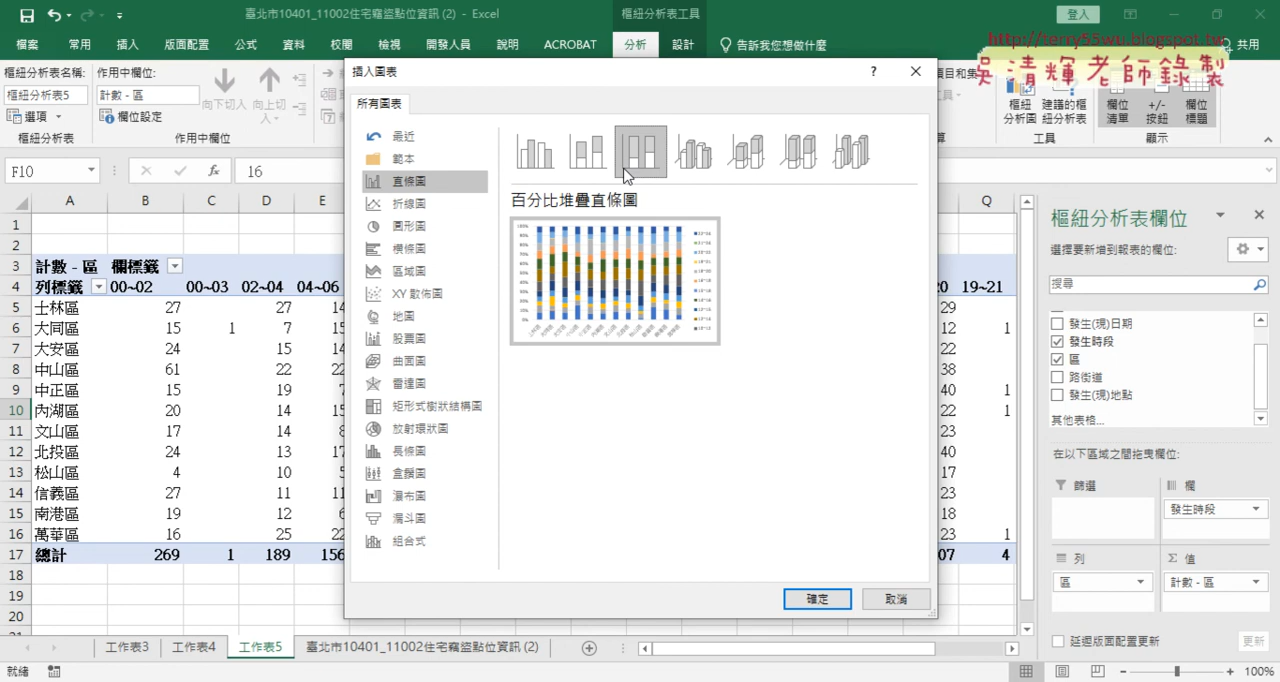 臺北市10401_11002住宅竊盜點位資訊 (2) - Excel
樞紐分析表工具
登入
檔案 常用 插入 版面配置 公式 資料 校閱 檢視 開發人員 說明 ACROBAT 分析 設計 告訴我您想做什麼 共用
http://terry55wu.blogspot.tw
吳清輝老師錄製
樞紐分析表名稱:
樞紐分析表5
選項
樞紐分析表
作用中欄位:
計數 - 區
欄位設定
向下切入
向上切入
作用中欄位
樞紐分析圖
建議的樞紐分析表
工具
欄位清單
+/- 按鈕
欄位標題
顯示
F10
fx
16
插入圖表
?
所有圖表
最近
範本
直條圖
折線圖
圓形圖
橫條圖
區域圖
XY 散佈圖
地圖
股票圖
曲面圖
雷達圖
矩形式樹狀結構圖
放射環狀圖
長條圖
盒鬚圖
瀑布圖
漏斗圖
組合式
百分比堆疊直條圖
確定
取消
A B C D E Q
1
2
3 計數 - 區 欄標籤
4 列標籤 00~02 00~03 02~04 04~06 19~21
5 士林區 27 27 14 29
6 大同區 15 1 7 15 12 1
7 大安區 24 15 14 22
8 中山區 61 22 22 38
9 中正區 15 19 7 40 1
10 內湖區 20 14 15 22 1
11 文山區 17 14 8 23
12 北投區 24 13 17 40
13 松山區 4 10 5 17
14 信義區 27 11 11 23
15 南港區 19 12 6 18
16 萬華區 16 25 22 23 1
17 總計 269 1 189 156 07 4
18
19
20
樞紐分析表欄位
選擇要新增到報表的欄位:
搜尋
發生(現)日期
發生時段
區
路街道
發生(現)地點
其他表格...
在以下區域之間拖曳欄位:
篩選
欄
發生時段
列
區
Σ 值
計數 - 區
延遲版面配置更新
更新
工作表3 工作表4 工作表5 臺北市10401_11002住宅竊盜點位資訊 (2)
就緒
100%